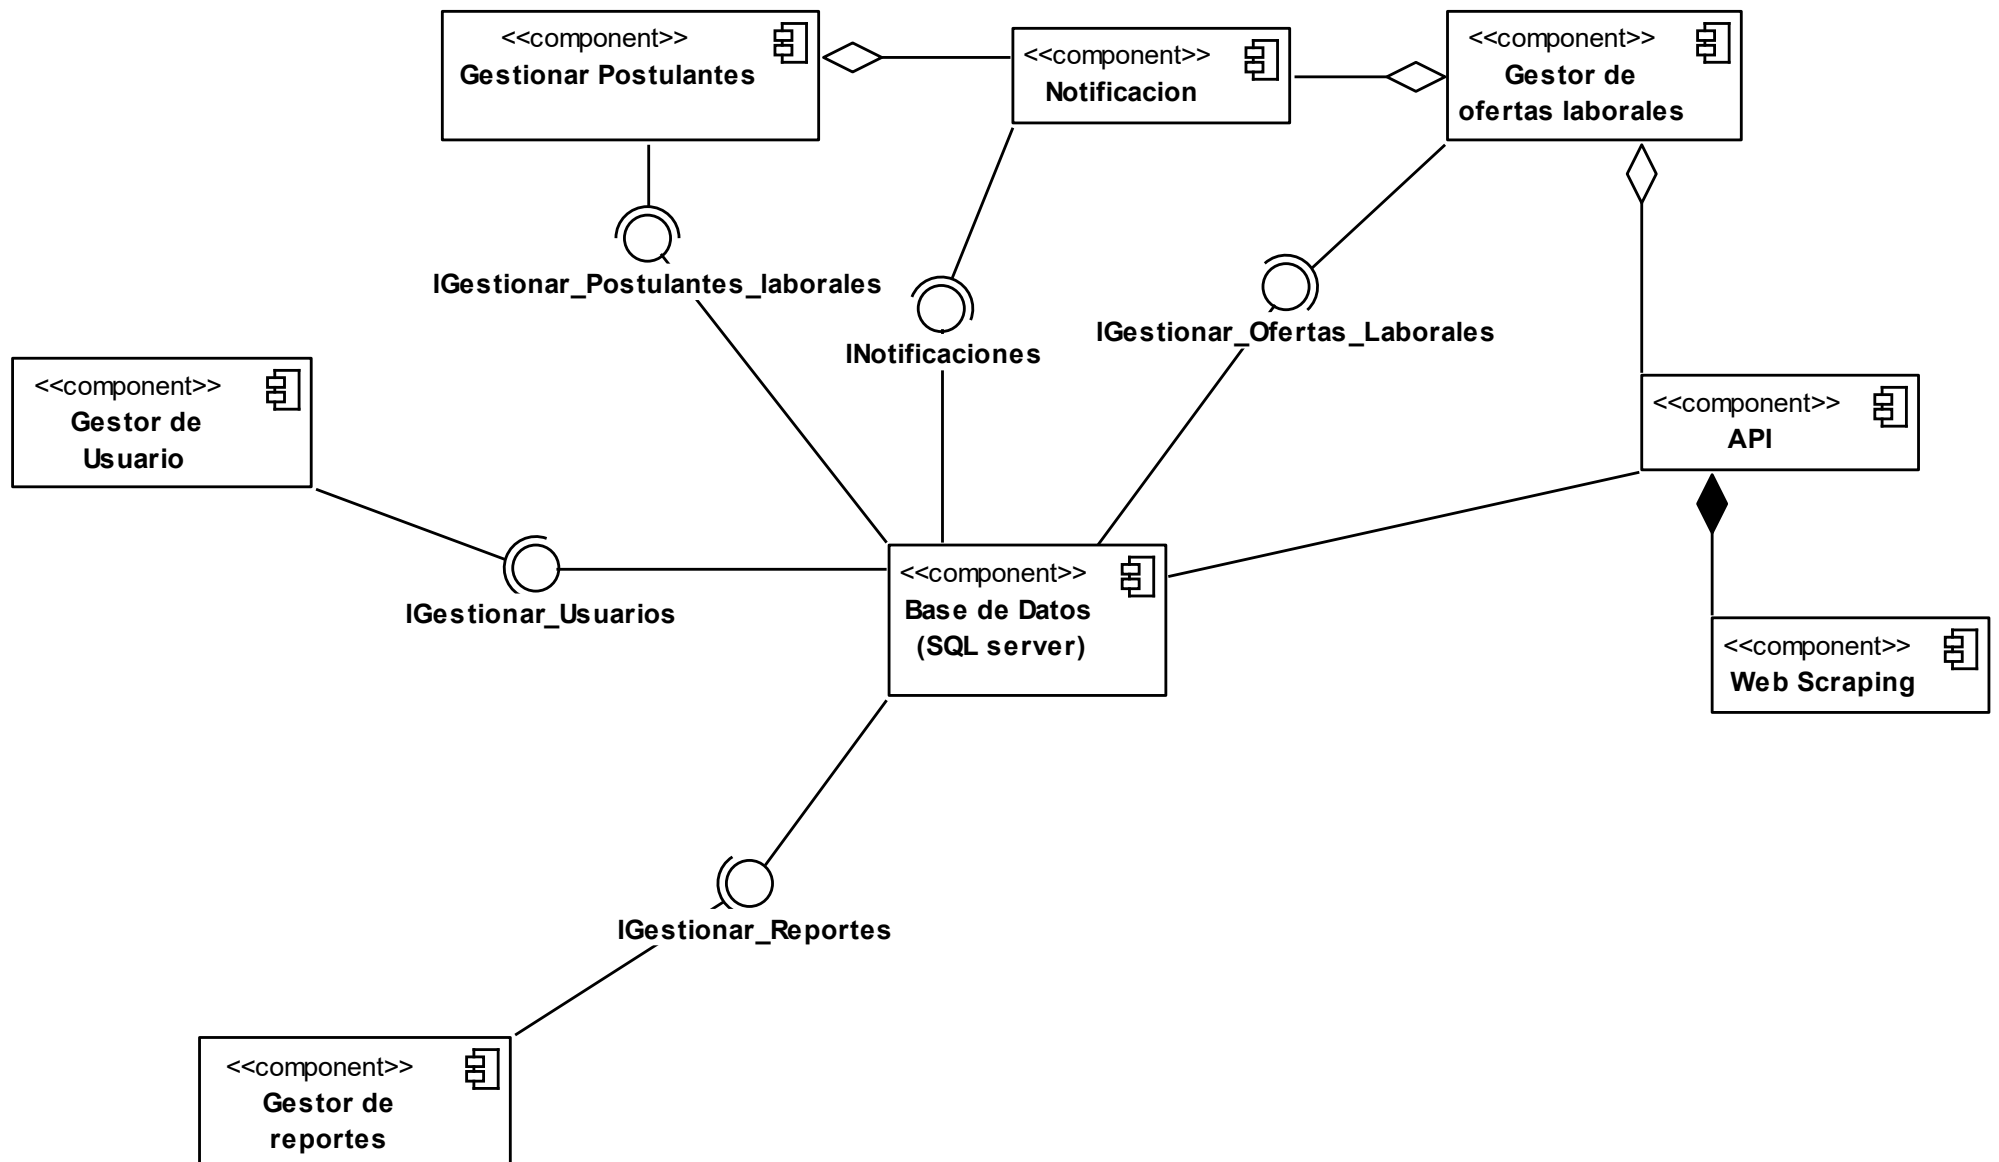 <<component>>
Gestionar Postulantes
<<component>>
Notificacion
<<component>>
Gestor de
ofertas laborales
IGestionar_Postulantes_laborales
INotificaciones
IGestionar_Ofertas_Laborales
<<component>>
Gestor de
Usuario
<<component>>
API
IGestionar_Usuarios
<<component>>
Base de Datos
(SQL server)
<<component>>
Web Scraping
IGestionar_Reportes
<<component>>
Gestor de
reportes